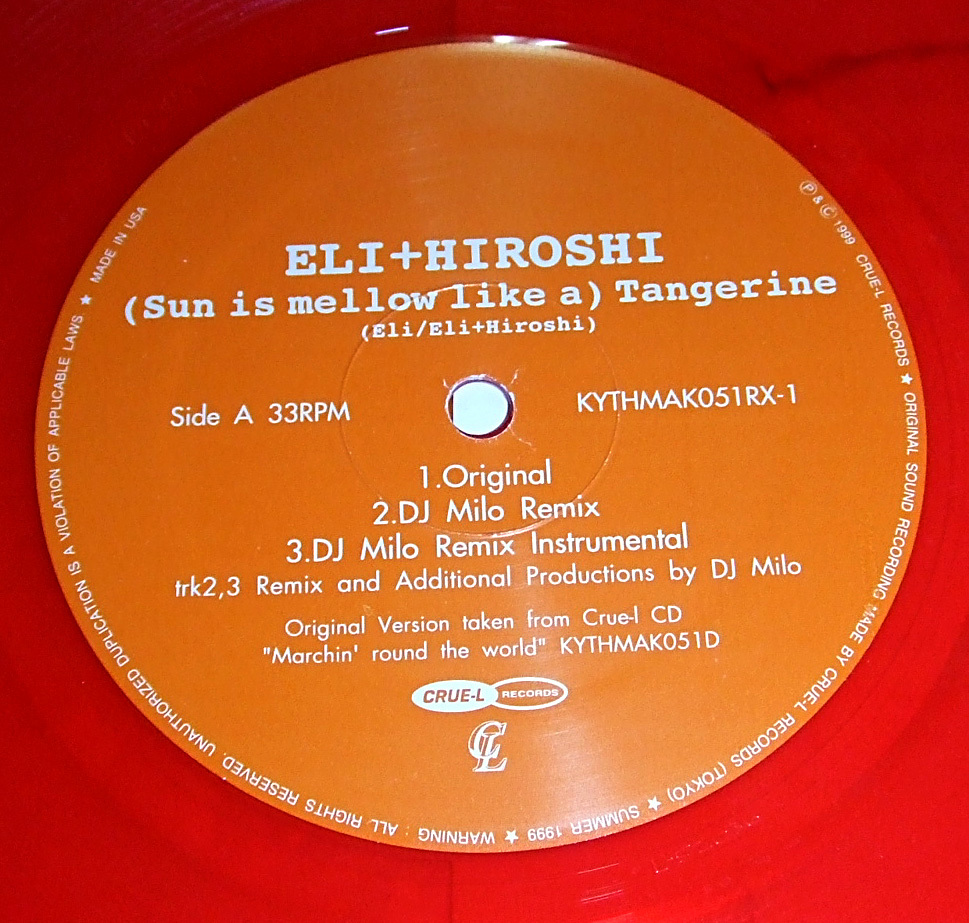 ELI+HIROSHI
(Sun is mellow like a) Tangerine
(Eli/Eli+Hiroshi)
Side A 33RPM
KYTHMAK051RX-1
1.Original
2.DJ Milo Remix
3.DJ Milo Remix Instrumental
trk2,3 Remix and Additional Productions by DJ Milo
Original Version taken from Crue-l CD
"Marchin' round the world" KYTHMAK051D
CRUE-L RECORDS
CL
Ⓟ & © 1999 CRUE-L RECORDS ★ ORIGINAL SOUND RECORDING MADE BY CRUE-L RECORDS (TOKYO) ★ SUMMER 1999 ★ WARNING : ALL RIGHTS RESERVED. UNAUTHORIZED DUPLICATION IS A VIOLATION OF APPLICABLE LAWS ★ MADE IN USA